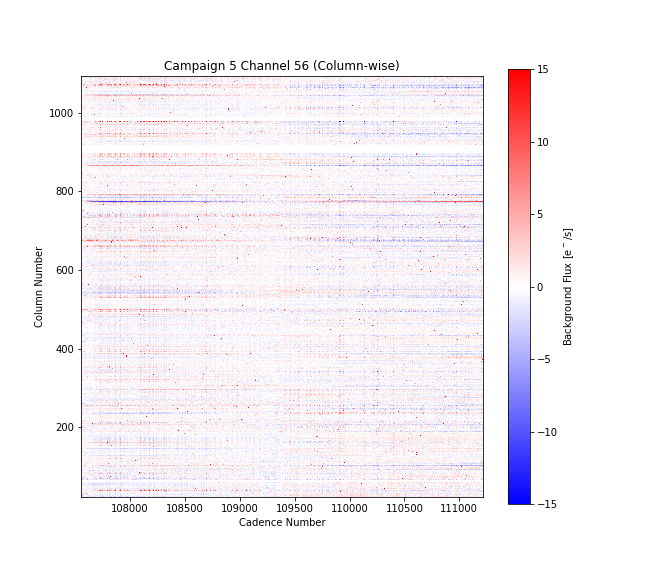 Campaign 5 Channel 56 (Column-wise)
1000
800
600
400
200
Column Number
108000 108500 109000 109500 110000 110500 111000
Cadence Number
15
10
5
0
−5
−10
−15
Background Flux [e⁻/s]